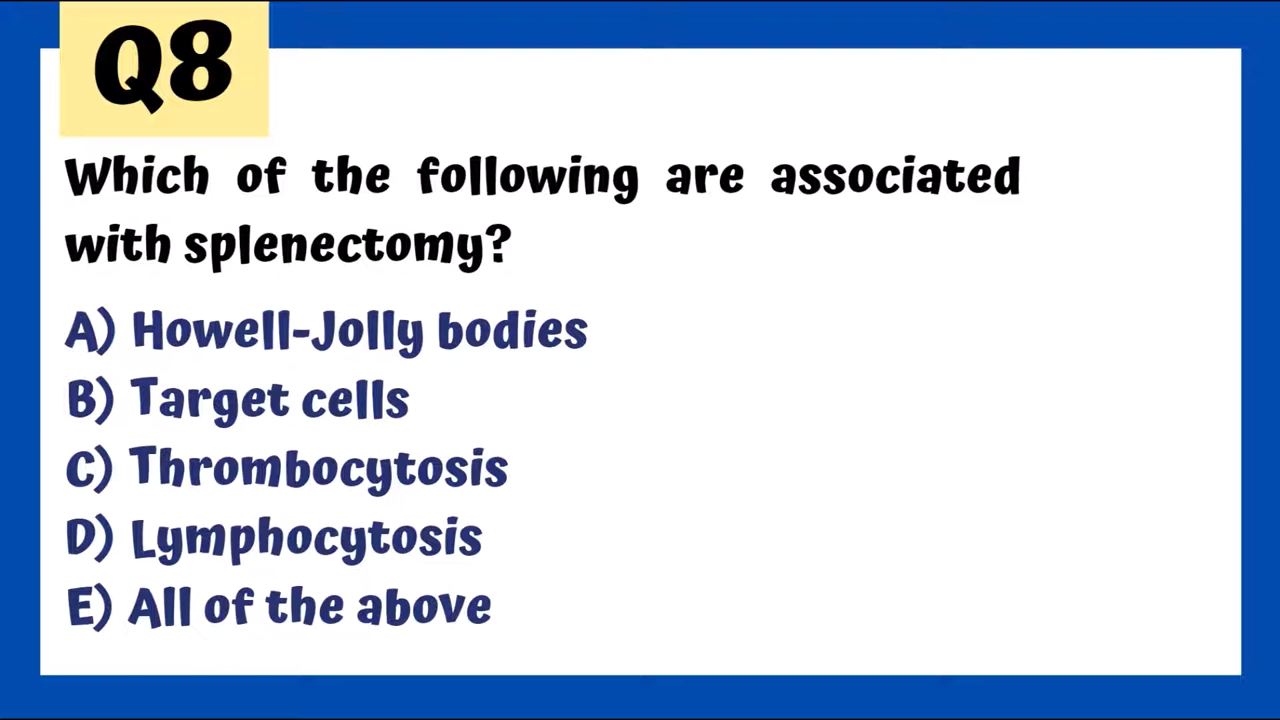 Q8
Which of the following are associated
with splenectomy?
A) Howell-Jolly bodies
B) Target cells
C) Thrombocytosis
D) Lymphocytosis
E) All of the above